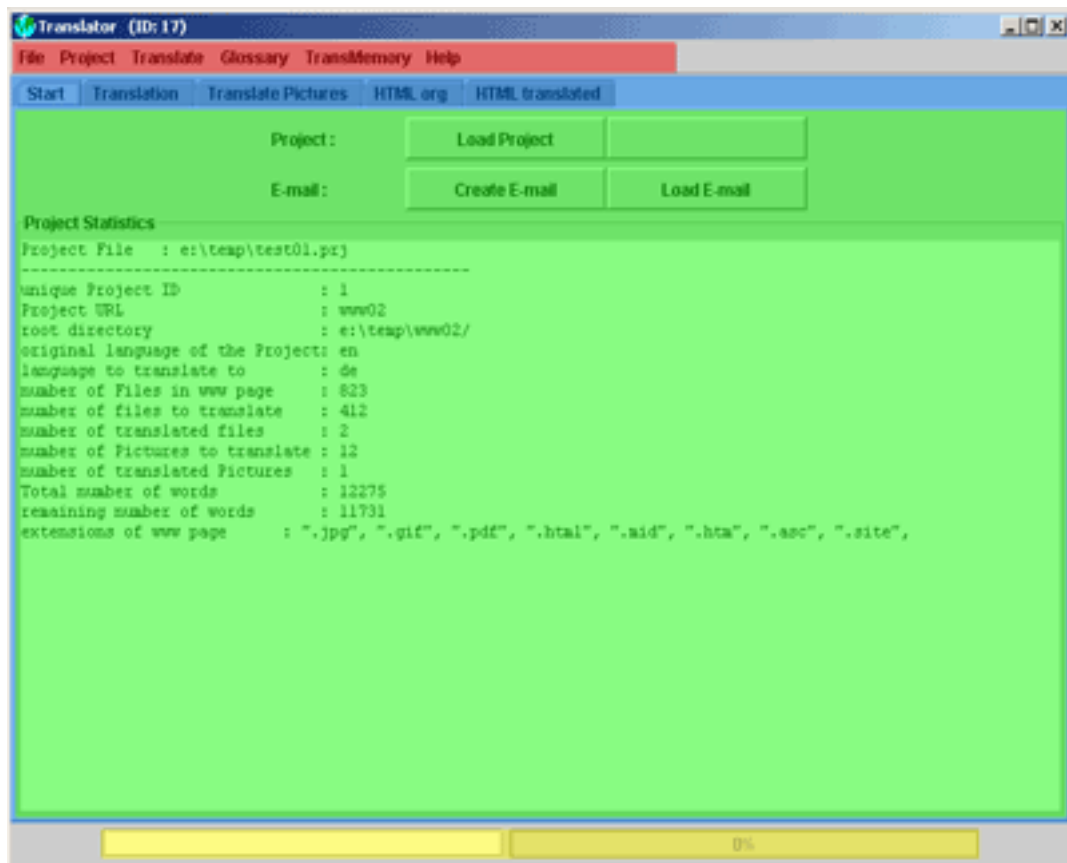 Translator (ID: 17)
File Project Translate Glossary TransMemory Help
Start Translation Translate Pictures HTML org HTML translated
Project : Load Project
E-mail : Create E-mail Load E-mail
Project Statistics
Project File : e:\temp\test01.prj
------------------------------------------------
unique Project ID : 1
Project URL : www02
root directory : e:\temp\www02/
original language of the Project: en
language to translate to : de
number of Files in www page : 823
number of files to translate : 412
number of translated files : 2
number of Pictures to translate : 12
number of translated Pictures : 1
Total number of words : 12275
remaining number of words : 11731
extensions of www page : ".jpg", ".gif", ".pdf", ".html", ".mid", ".htm", ".asc", ".site",
0%